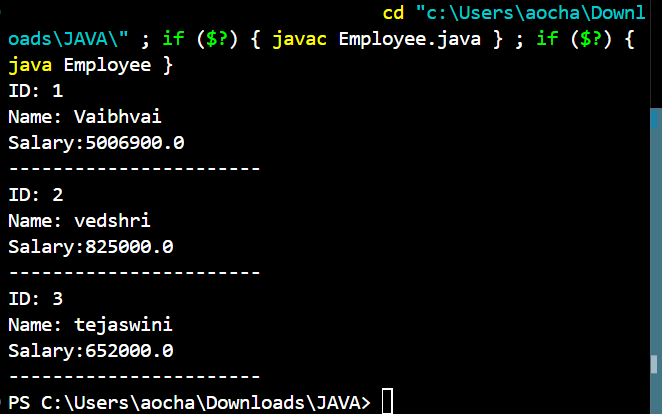 cd "c:\Users\aocha\Downl
oads\JAVA\" ; if ($?) { javac Employee.java } ; if ($?) {
java Employee }
ID: 1
Name: Vaibhvai
Salary:5006900.0
-----------------------
ID: 2
Name: vedshri
Salary:825000.0
-----------------------
ID: 3
Name: tejaswini
Salary:652000.0
-----------------------
PS C:\Users\aocha\Downloads\JAVA>